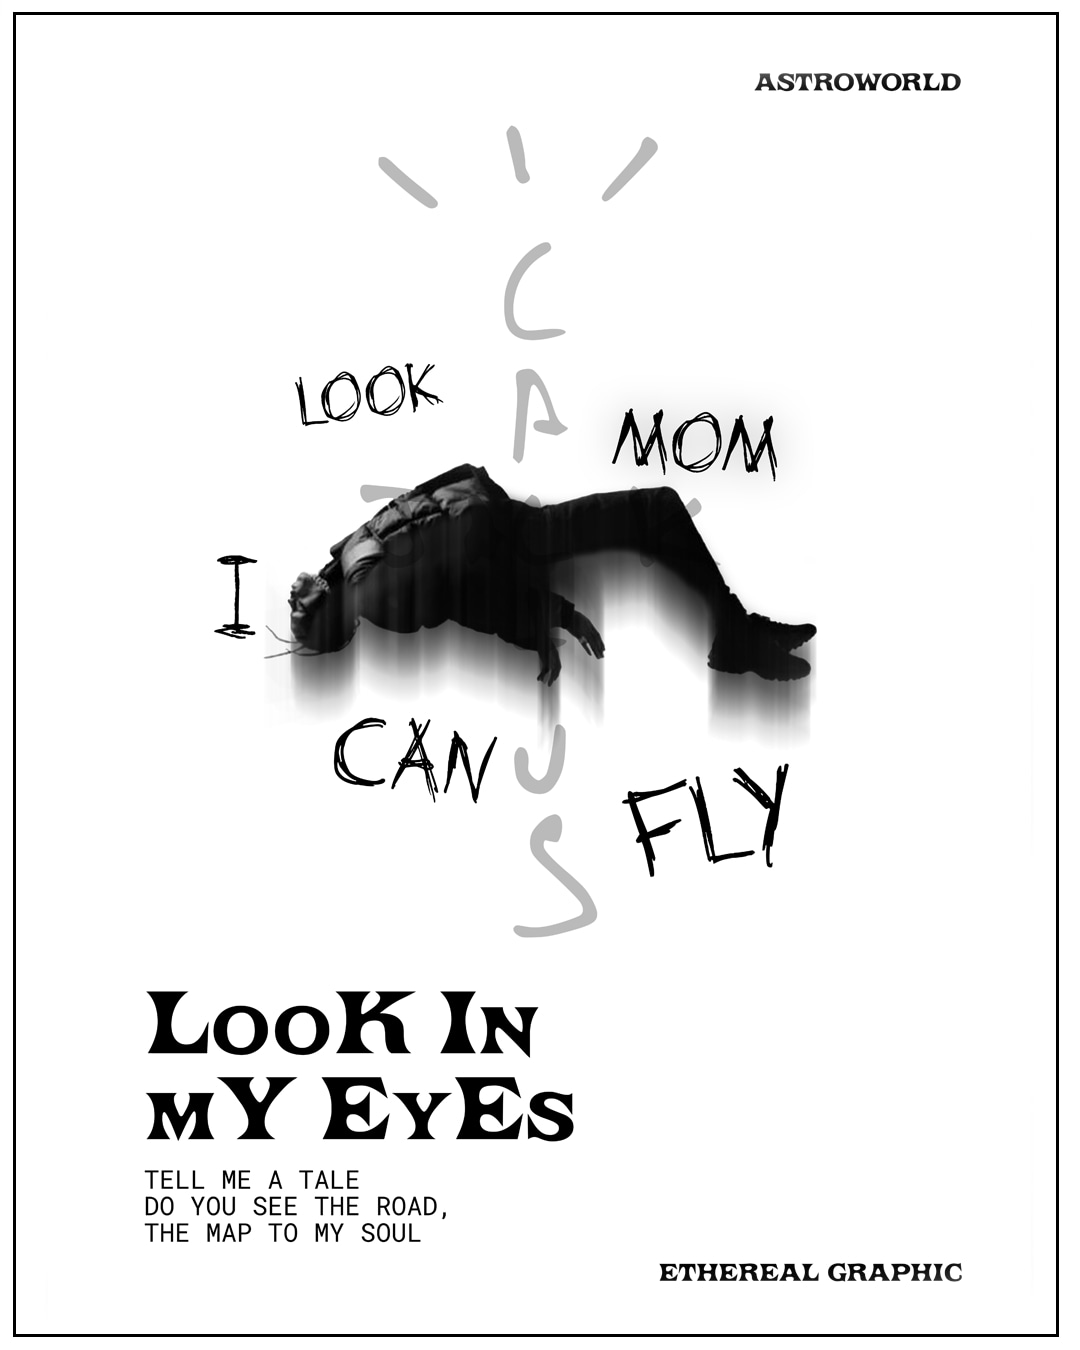 ASTROWORLD
C
A
LOOK
MOM
I
CAN
U
FLY
S
LOOK IN
MY EYES
TELL ME A TALE
DO YOU SEE THE ROAD,
THE MAP TO MY SOUL
ETHEREAL GRAPHIC